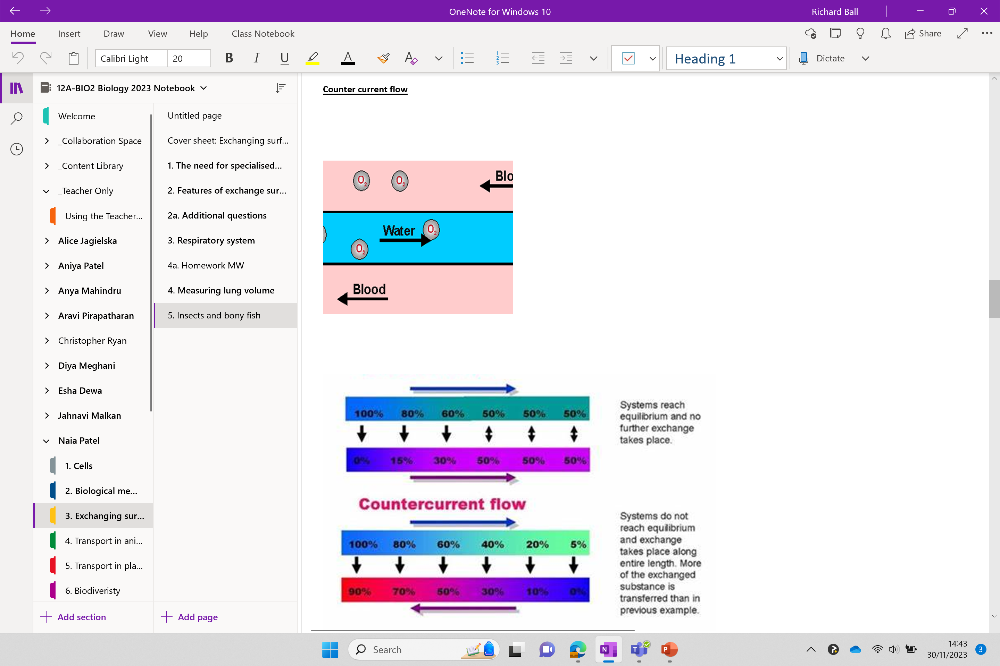 OneNote for Windows 10
Richard Ball
Home Insert Draw View Help Class Notebook
Share
Calibri Light 20 B I U A A Heading 1 Dictate
12A-BIO2 Biology 2023 Notebook
Welcome
_Collaboration Space
_Content Library
_Teacher Only
Using the Teacher...
Alice Jagielska
Aniya Patel
Anya Mahindru
Aravi Pirapatharan
Christopher Ryan
Diya Meghani
Esha Dewa
Jahnavi Malkan
Naia Patel
1. Cells
2. Biological me...
3. Exchanging sur...
4. Transport in ani...
5. Transport in pla...
6. Biodiveristy
Add section
Untitled page
Cover sheet: Exchanging surf...
1. The need for specialised...
2. Features of exchange sur...
2a. Additional questions
3. Respiratory system
4a. Homework MW
4. Measuring lung volume
5. Insects and bony fish
Add page
Counter current flow
O2 O2 Blo
Water O2
O2
Blood
100% 80% 60% 50% 50% 50%
0% 15% 30% 50% 50% 50%
Systems reach
equilibrium and no
further exchange
takes place.
Countercurrent flow
100% 80% 60% 40% 20% 5%
90% 70% 50% 30% 10% 0%
Systems do not
reach equilibrium
and exchange
takes place along
entire length. More
of the exchanged
substance is
transferred than in
previous example.
Search
14:43
30/11/2023
3